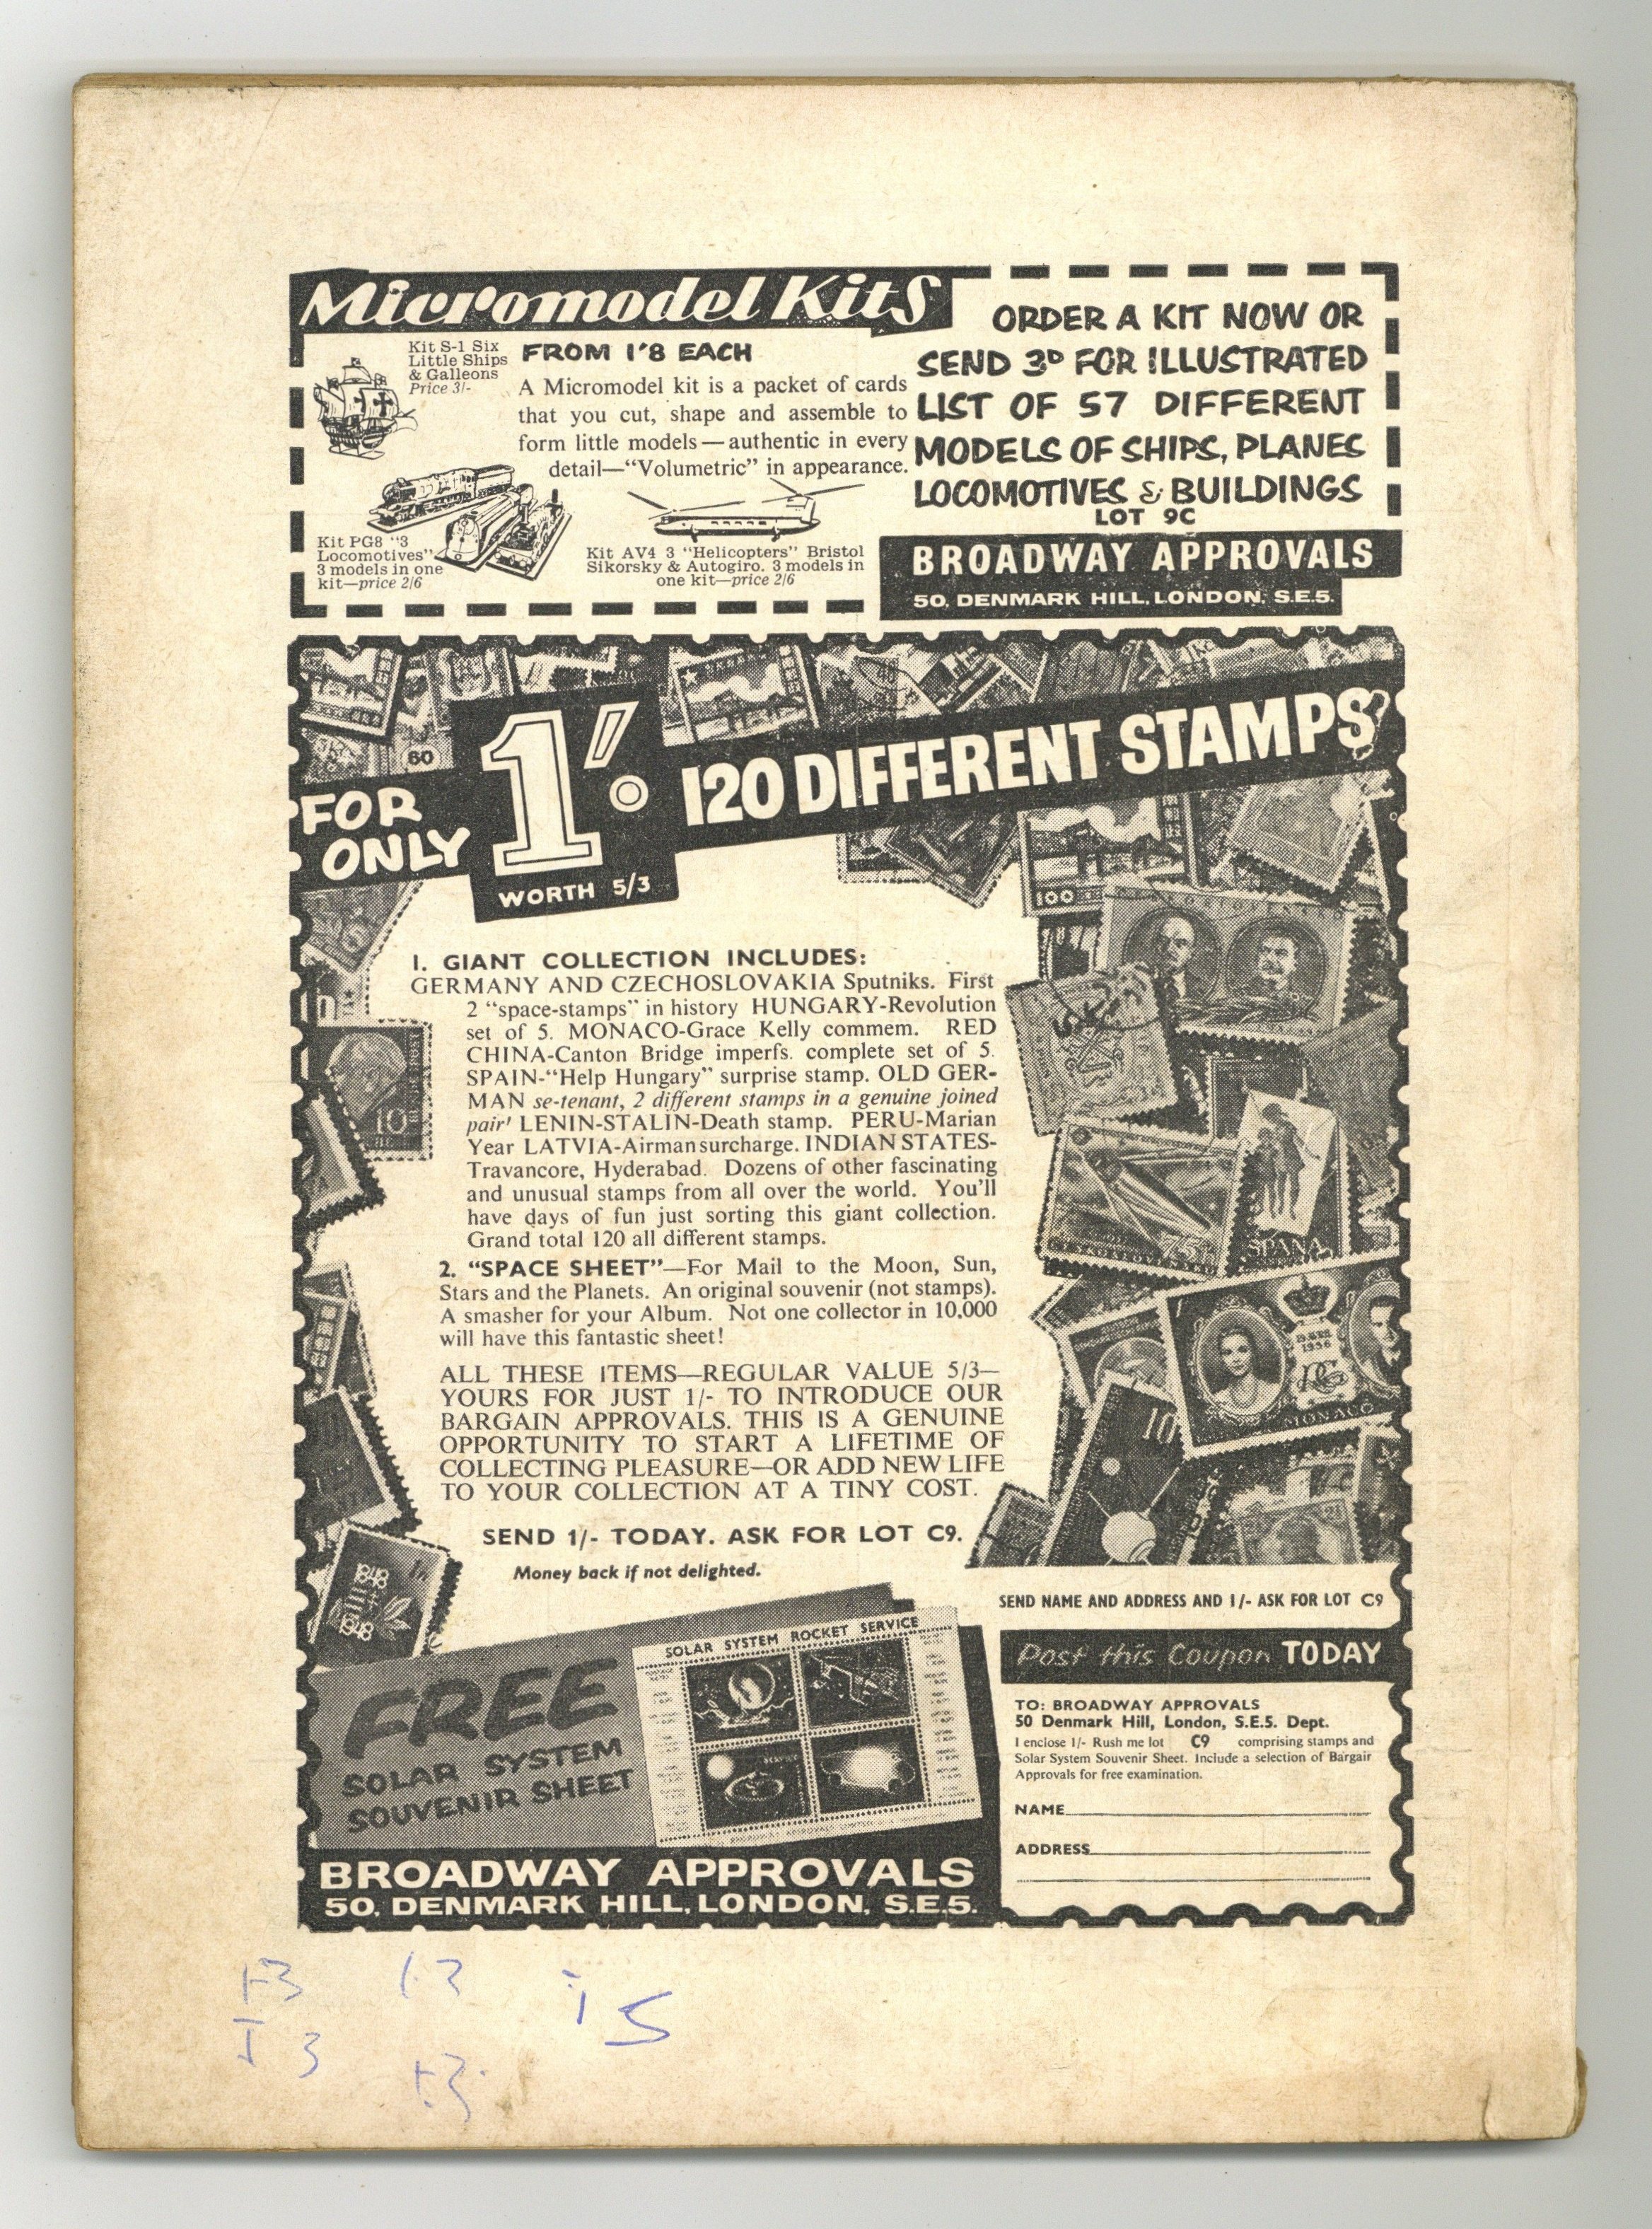 Micromodel Kits
Kit S-1 Six
Little Ships
& Galleons
Price 3/-
FROM 1'8 EACH
A Micromodel kit is a packet of cards
that you cut, shape and assemble to
form little models—authentic in every
detail—“Volumetric” in appearance.
Kit PG8 “3
Locomotives”
3 models in one
kit—price 2/6
Kit AV4 3 “Helicopters” Bristol
Sikorsky & Autogiro. 3 models in
one kit—price 2/6
ORDER A KIT NOW OR
SEND 3D FOR ILLUSTRATED
LIST OF 57 DIFFERENT
MODELS OF SHIPS, PLANES
LOCOMOTIVES & BUILDINGS
LOT 9C
BROADWAY APPROVALS
50, DENMARK HILL, LONDON, S.E.5.
FOR
ONLY
1'.
WORTH 5/3
120 DIFFERENT STAMPS
60
100
1. GIANT COLLECTION INCLUDES:
GERMANY AND CZECHOSLOVAKIA Sputniks. First
2 “space-stamps” in history HUNGARY-Revolution
set of 5. MONACO-Grace Kelly commem. RED
CHINA-Canton Bridge imperfs. complete set of 5.
SPAIN-“Help Hungary” surprise stamp. OLD GER-
MAN se-tenant, 2 different stamps in a genuine joined
pair' LENIN-STALIN-Death stamp. PERU-Marian
Year LATVIA-Airman surcharge. INDIAN STATES-
Travancore, Hyderabad. Dozens of other fascinating
and unusual stamps from all over the world. You'll
have days of fun just sorting this giant collection.
Grand total 120 all different stamps.
2. “SPACE SHEET”—For Mail to the Moon, Sun,
Stars and the Planets. An original souvenir (not stamps).
A smasher for your Album. Not one collector in 10,000
will have this fantastic sheet!
ALL THESE ITEMS—REGULAR VALUE 5/3—
YOURS FOR JUST 1/- TO INTRODUCE OUR
BARGAIN APPROVALS. THIS IS A GENUINE
OPPORTUNITY TO START A LIFETIME OF
COLLECTING PLEASURE—OR ADD NEW LIFE
TO YOUR COLLECTION AT A TINY COST.
SEND 1/- TODAY. ASK FOR LOT C9.
Money back if not delighted.
10
75
19 AVR
1956
MONACO
10
1848
1948
FREE
SOLAR SYSTEM
SOUVENIR SHEET
SOLAR SYSTEM ROCKET SERVICE
BROADWAY APPROVALS LIMITED
BROADWAY APPROVALS
50, DENMARK HILL, LONDON, S.E.5.
SEND NAME AND ADDRESS AND 1/- ASK FOR LOT C9
Post this Coupon TODAY
TO: BROADWAY APPROVALS
50 Denmark Hill, London, S.E.5. Dept.
I enclose 1/- Rush me lot C9 comprising stamps and
Solar System Souvenir Sheet. Include a selection of Bargair
Approvals for free examination.
NAME
ADDRESS